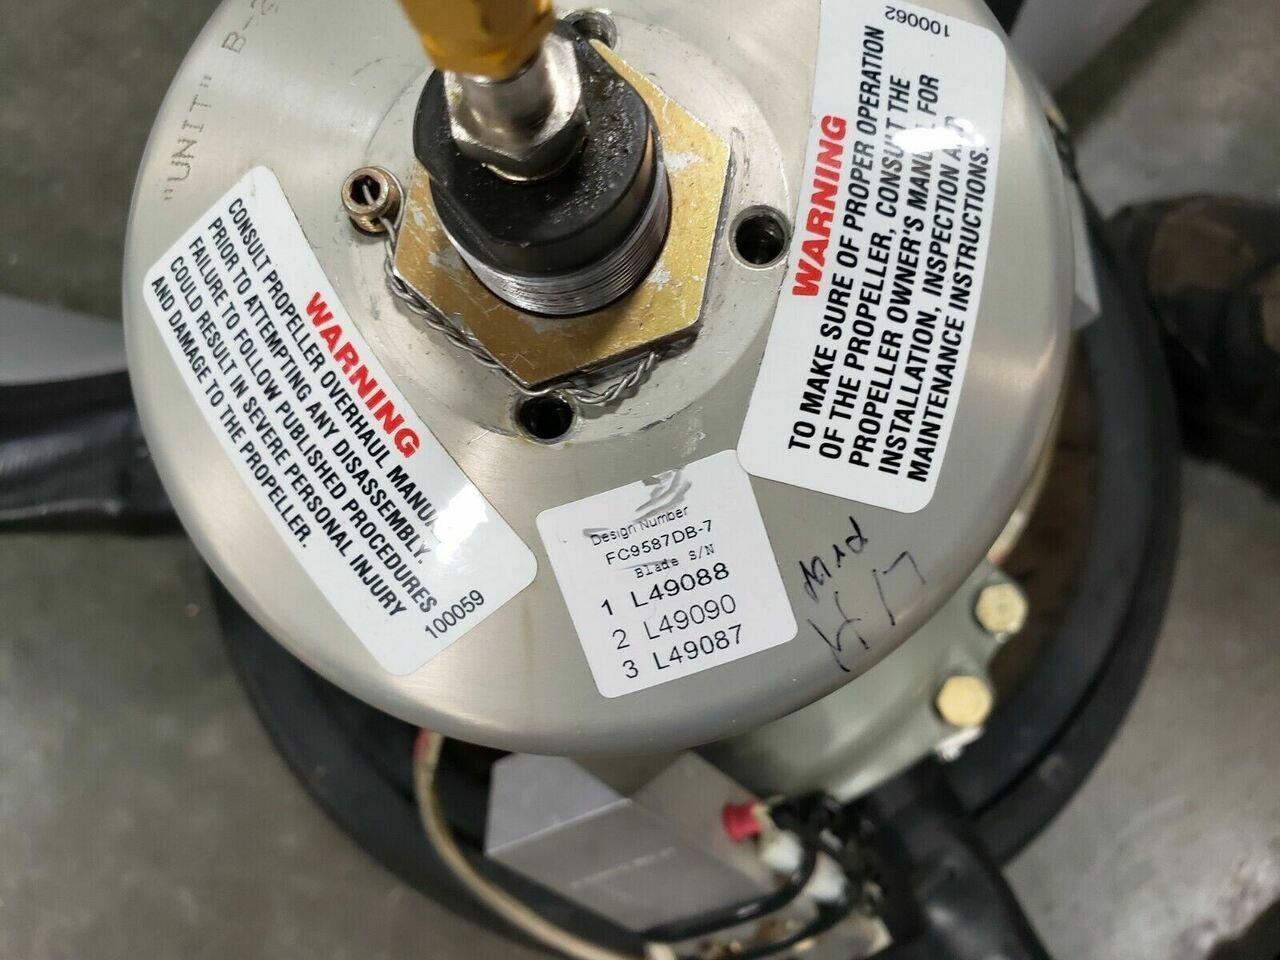 "UNIT" B-
WARNING
CONSULT PROPELLER OVERHAUL MANUAL
PRIOR TO ATTEMPTING ANY DISASSEMBLY.
FAILURE TO FOLLOW PUBLISHED PROCEDURES
COULD RESULT IN SEVERE PERSONAL INJURY
AND DAMAGE TO THE PROPELLER.
100059
100062
WARNING
TO MAKE SURE OF PROPER OPERATION
OF THE PROPELLER, CONSULT THE
PROPELLER OWNER'S MANUAL FOR
INSTALLATION, INSPECTION AND
MAINTENANCE INSTRUCTIONS.
Design Number
FC9587DB-7
Blade S/N
1 L49088
2 L49090
3 L49087